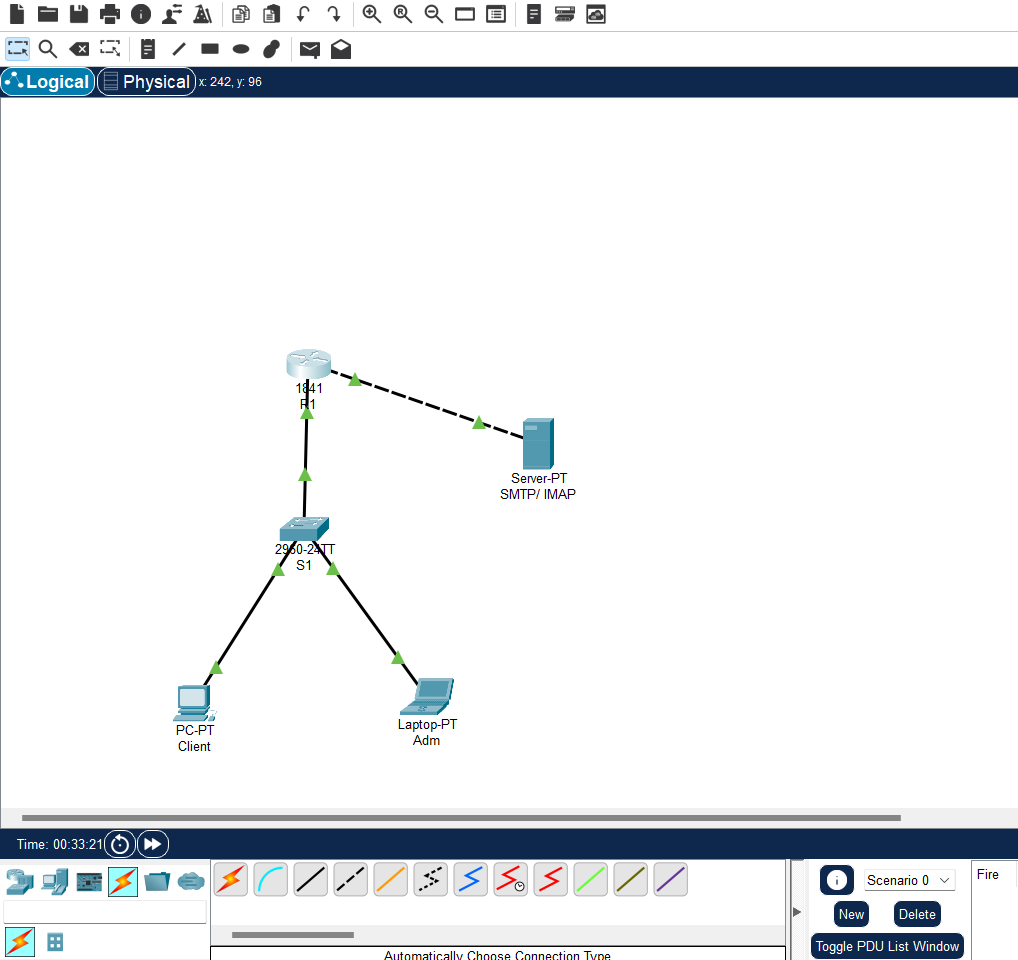 Logical Physical x: 242, y: 96
1841
R1
Server-PT
SMTP/ IMAP
2960-24TT
S1
PC-PT
Client
Laptop-PT
Adm
Time: 00:33:21
Scenario 0
Fire
New Delete
Toggle PDU List Window
Automatically Choose Connection Type